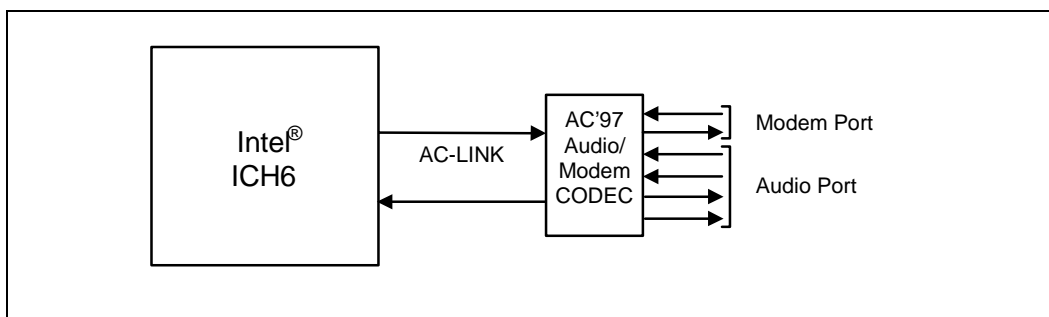 Intel®
ICH6
AC-LINK
AC'97
Audio/
Modem
CODEC
Modem Port
Audio Port